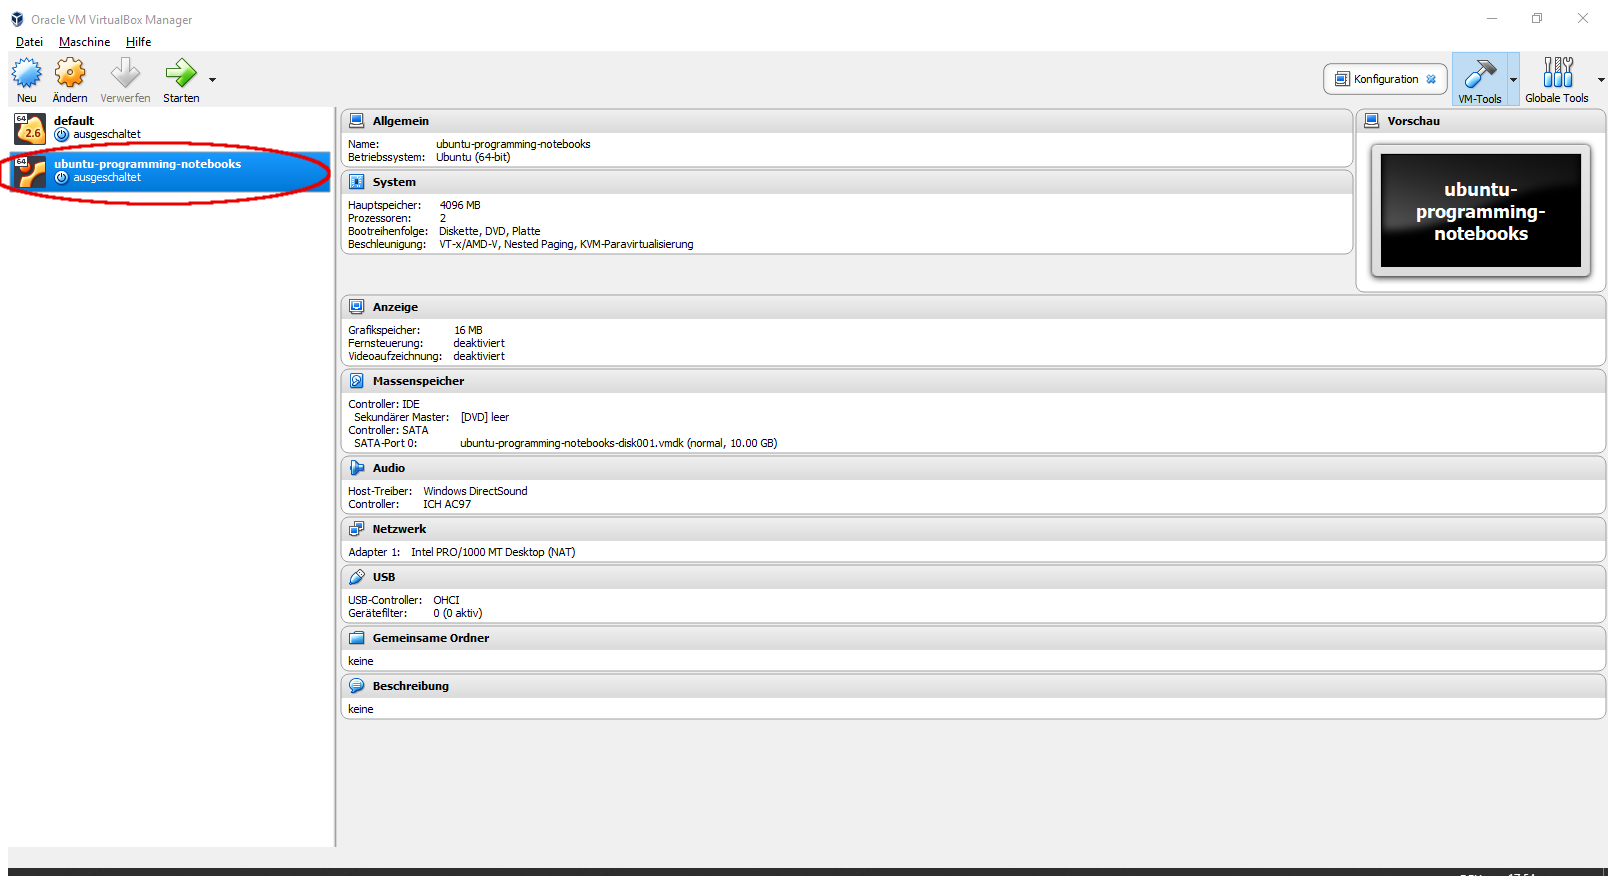 Oracle VM VirtualBox Manager
Datei Maschine Hilfe
Neu Ändern Verwerfen Starten
Konfiguration
VM-Tools Globale Tools
64
2.6
default
ausgeschaltet
64
ubuntu-programming-notebooks
ausgeschaltet
Allgemein
Name: ubuntu-programming-notebooks
Betriebssystem: Ubuntu (64-bit)
System
Hauptspeicher: 4096 MB
Prozessoren: 2
Bootreihenfolge: Diskette, DVD, Platte
Beschleunigung: VT-x/AMD-V, Nested Paging, KVM-Paravirtualisierung
Vorschau
ubuntu-
programming-
notebooks
Anzeige
Grafikspeicher: 16 MB
Fernsteuerung: deaktiviert
Videoaufzeichnung: deaktiviert
Massenspeicher
Controller: IDE
Sekundärer Master: [DVD] leer
Controller: SATA
SATA-Port 0: ubuntu-programming-notebooks-disk001.vmdk (normal, 10.00 GB)
Audio
Host-Treiber: Windows DirectSound
Controller: ICH AC97
Netzwerk
Adapter 1: Intel PRO/1000 MT Desktop (NAT)
USB
USB-Controller: OHCI
Gerätefilter: 0 (0 aktiv)
Gemeinsame Ordner
keine
Beschreibung
keine